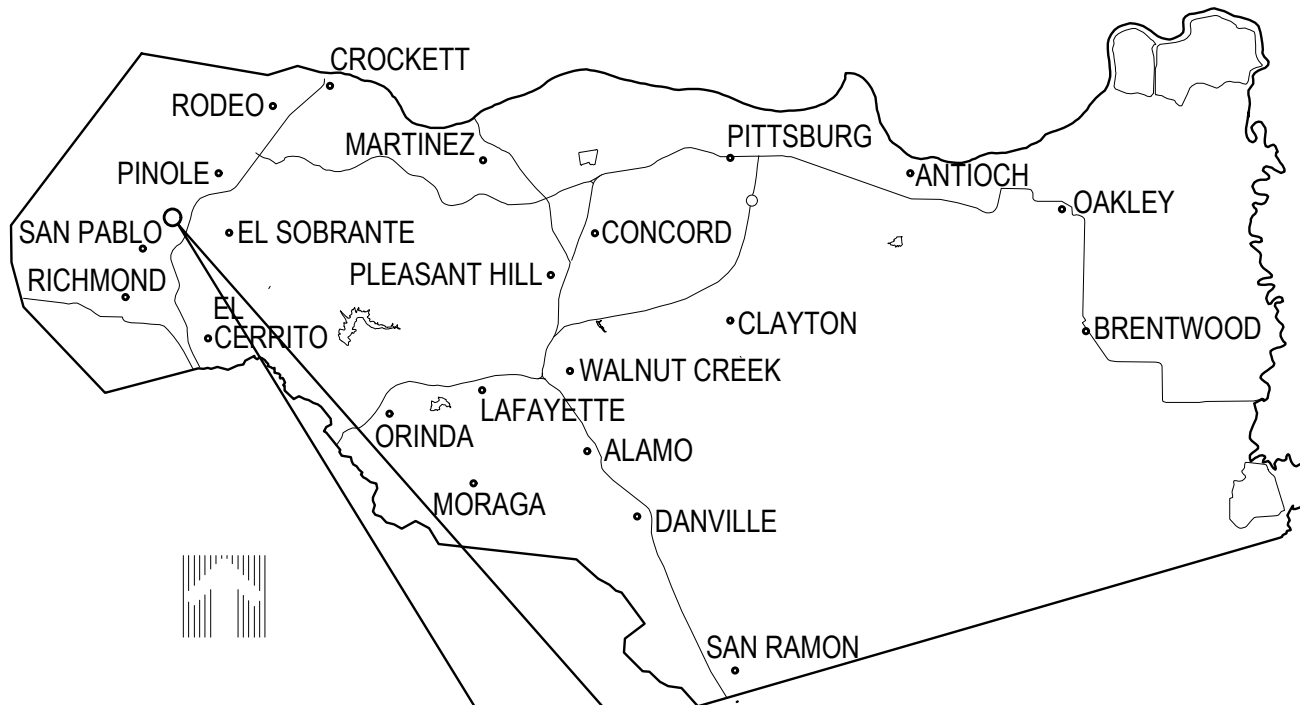 CROCKETT
RODEO
MARTINEZ
PITTSBURG
PINOLE
ANTIOCH
OAKLEY
SAN PABLO
EL SOBRANTE
CONCORD
RICHMOND
PLEASANT HILL
EL
CERRITO
CLAYTON
BRENTWOOD
WALNUT CREEK
LAFAYETTE
ORINDA
ALAMO
MORAGA
DANVILLE
SAN RAMON